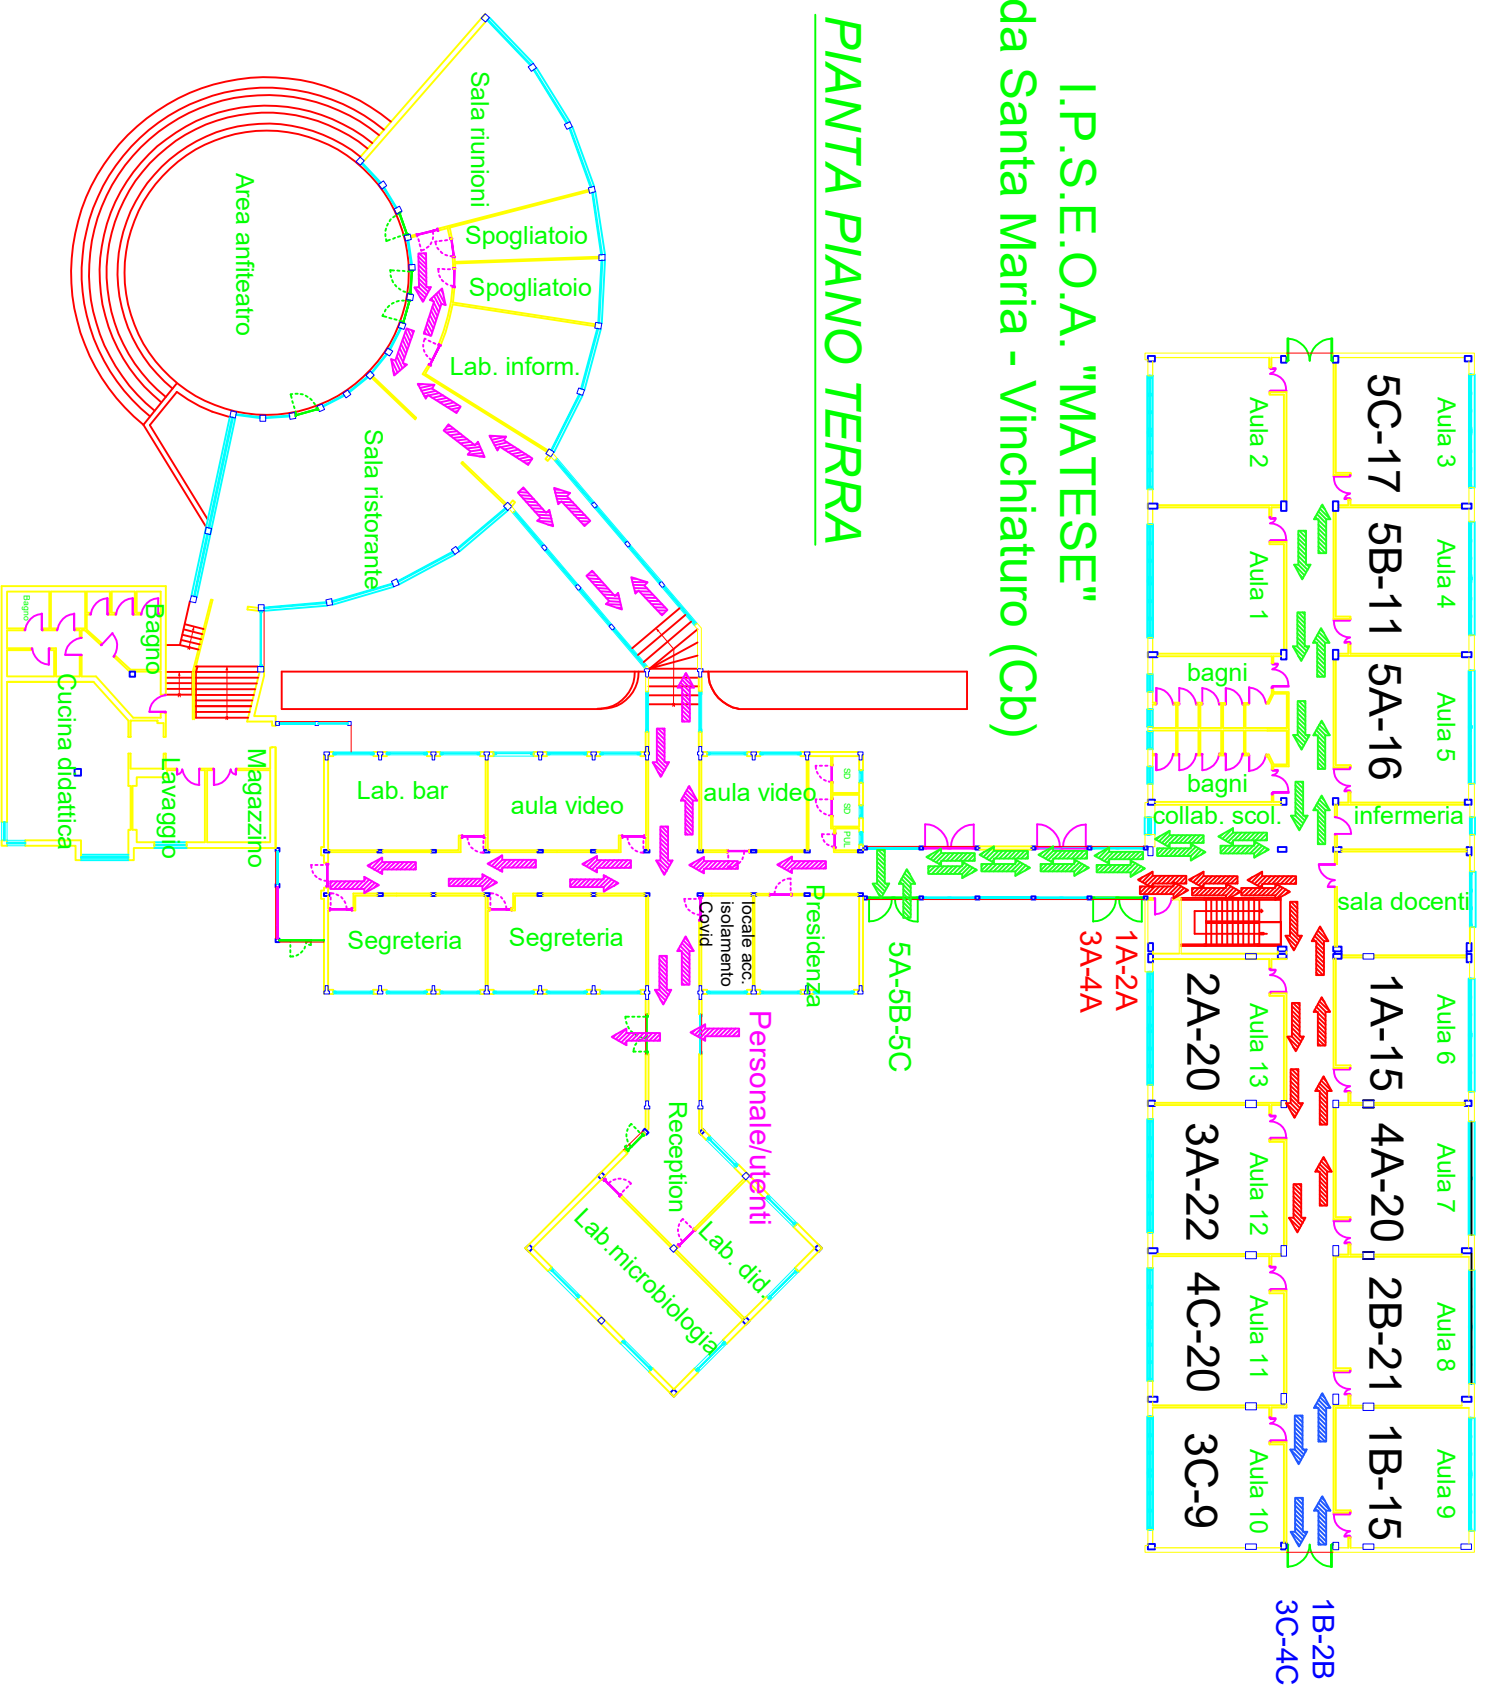 I.P.S.E.O.A. "MATESE"
da Santa Maria - Vinchiaturo (Cb)
PIANTA PIANO TERRA
Sala riunioni
Spogliatoio
Spogliatoio
Lab. inform.
Area anfiteatro
Sala ristorante
Bagno
Bagno
Cucina didattica
Lavaggio
Magazzino
Lab. bar
aula video
aula video
SD
SD
PUL
Segreteria
Segreteria
locale acc.
isolamento
Covid
Presidenza
Personale/utenti
Reception
Lab. did.
Lab.microbiologia
5A-5B-5C
1A-2A
3A-4A
Aula 3
5C-17
Aula 4
5B-11
Aula 5
5A-16
infermeria
sala docenti
Aula 6
1A-15
Aula 7
4A-20
Aula 8
2B-21
Aula 9
1B-15
Aula 2
Aula 1
bagni
bagni
collab. scol.
Aula 13
2A-20
Aula 12
3A-22
Aula 11
4C-20
Aula 10
3C-9
1B-2B
3C-4C